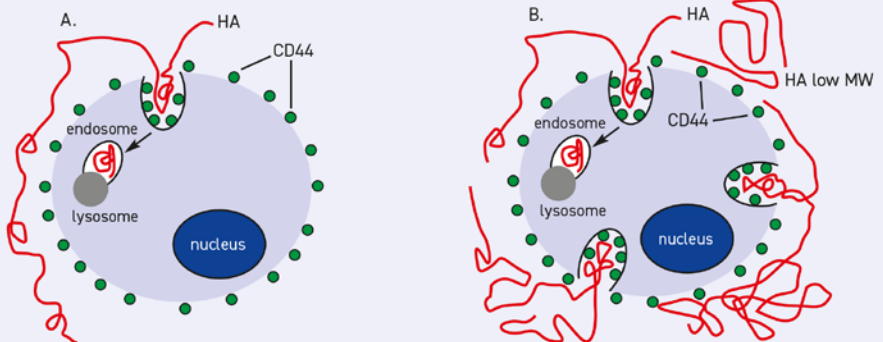 A.
HA
CD44
endosome
lysosome
nucleus
B.
HA
HA low MW
CD44
endosome
lysosome
nucleus